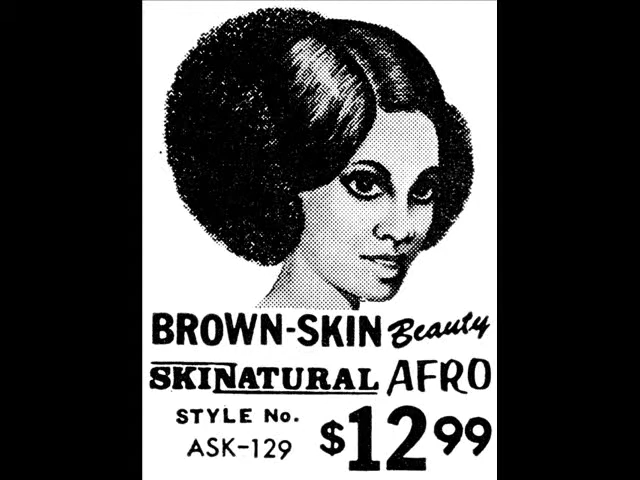 BROWN-SKIN Beauty
SKINATURAL AFRO
STYLE No.
ASK-129
$12.99